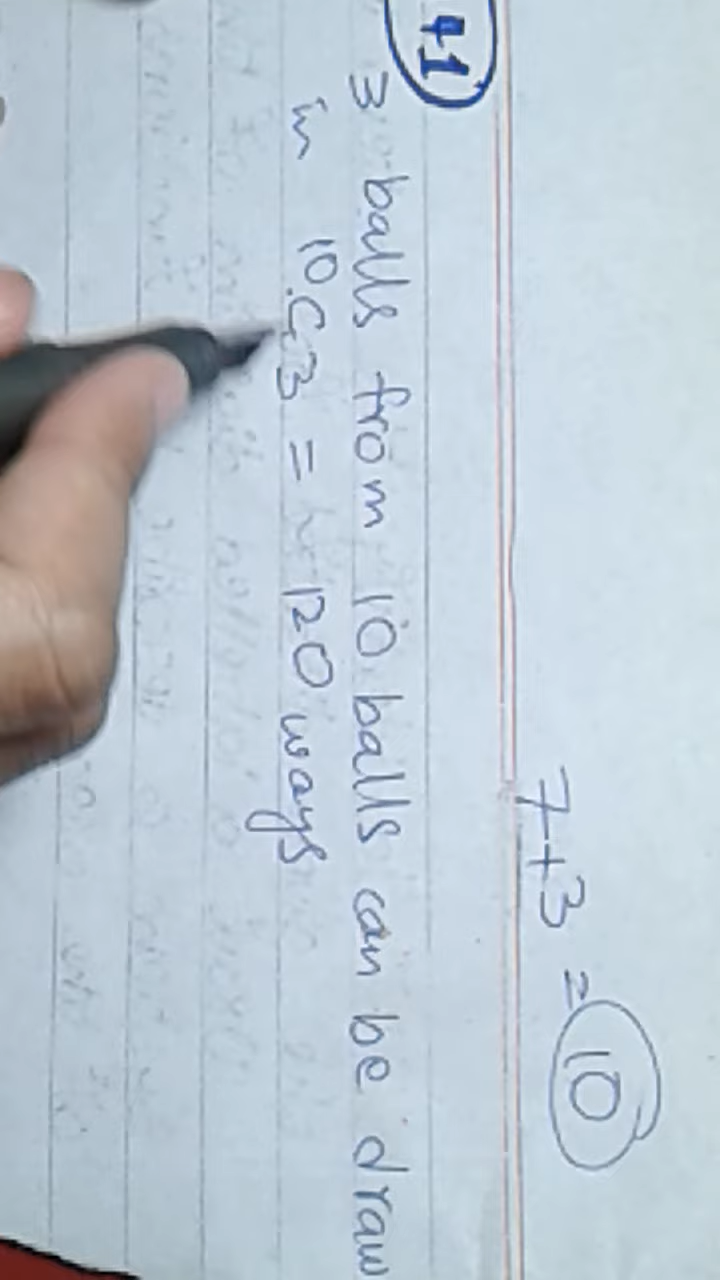 7+3 = 10
41
3 balls from 10 balls can be draw
in 10C3 = 120 ways